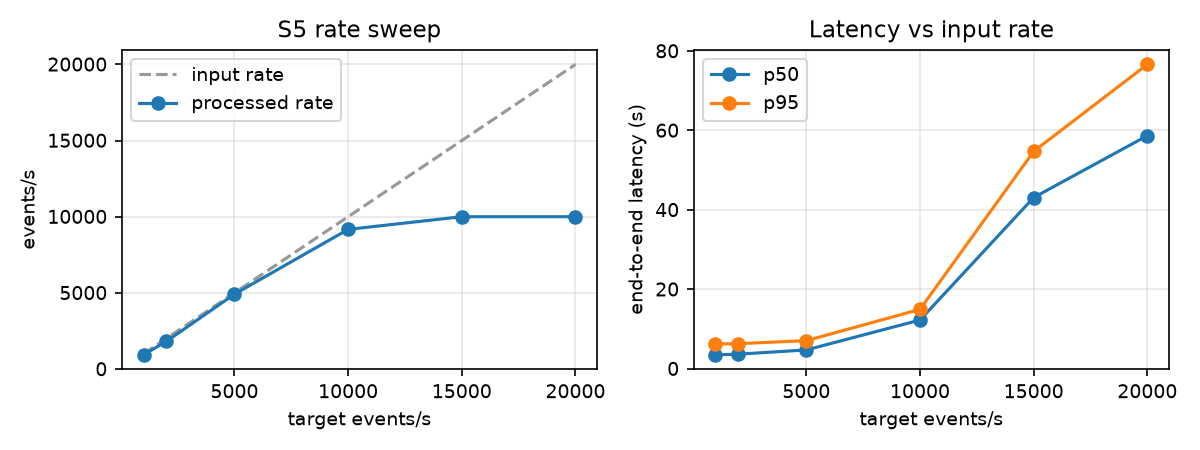 S5 rate sweep
20000
15000
10000
5000
0
events/s
input rate
processed rate
5000 10000 15000 20000
target events/s
Latency vs input rate
80
60
40
20
0
end-to-end latency (s)
p50
p95
5000 10000 15000 20000
target events/s